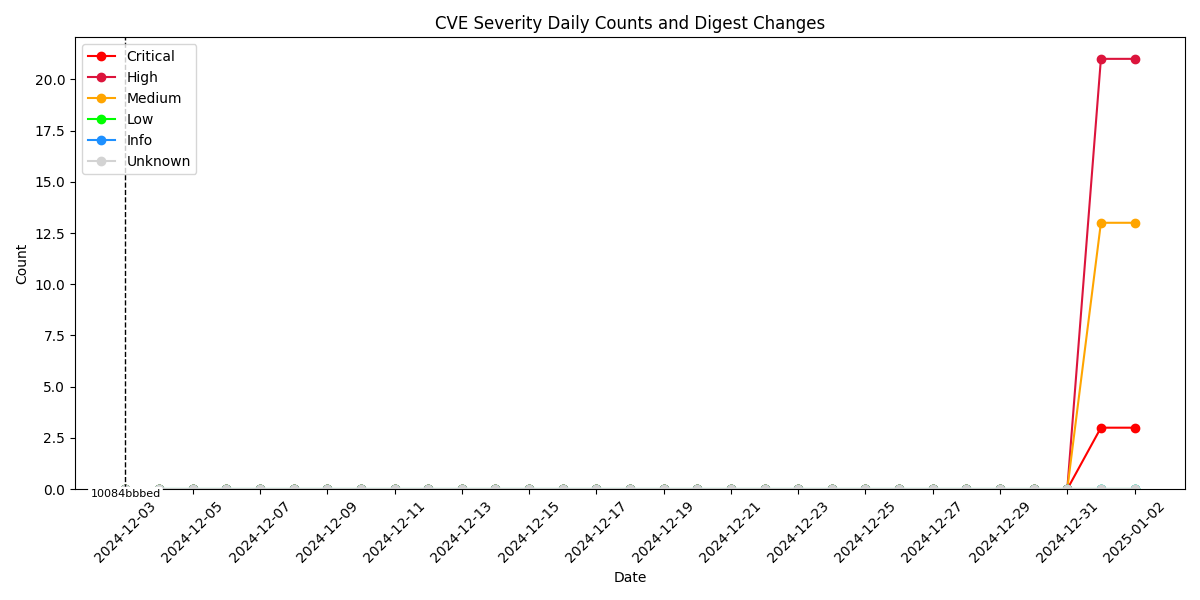 CVE Severity Daily Counts and Digest Changes
Critical
High
Medium
Low
Info
Unknown
20.0
17.5
15.0
12.5
10.0
7.5
5.0
2.5
0.0
Count
10084bbbed
2024-12-03
2024-12-05
2024-12-07
2024-12-09
2024-12-11
2024-12-13
2024-12-15
2024-12-17
2024-12-19
2024-12-21
2024-12-23
2024-12-25
2024-12-27
2024-12-29
2024-12-31
2025-01-02
Date